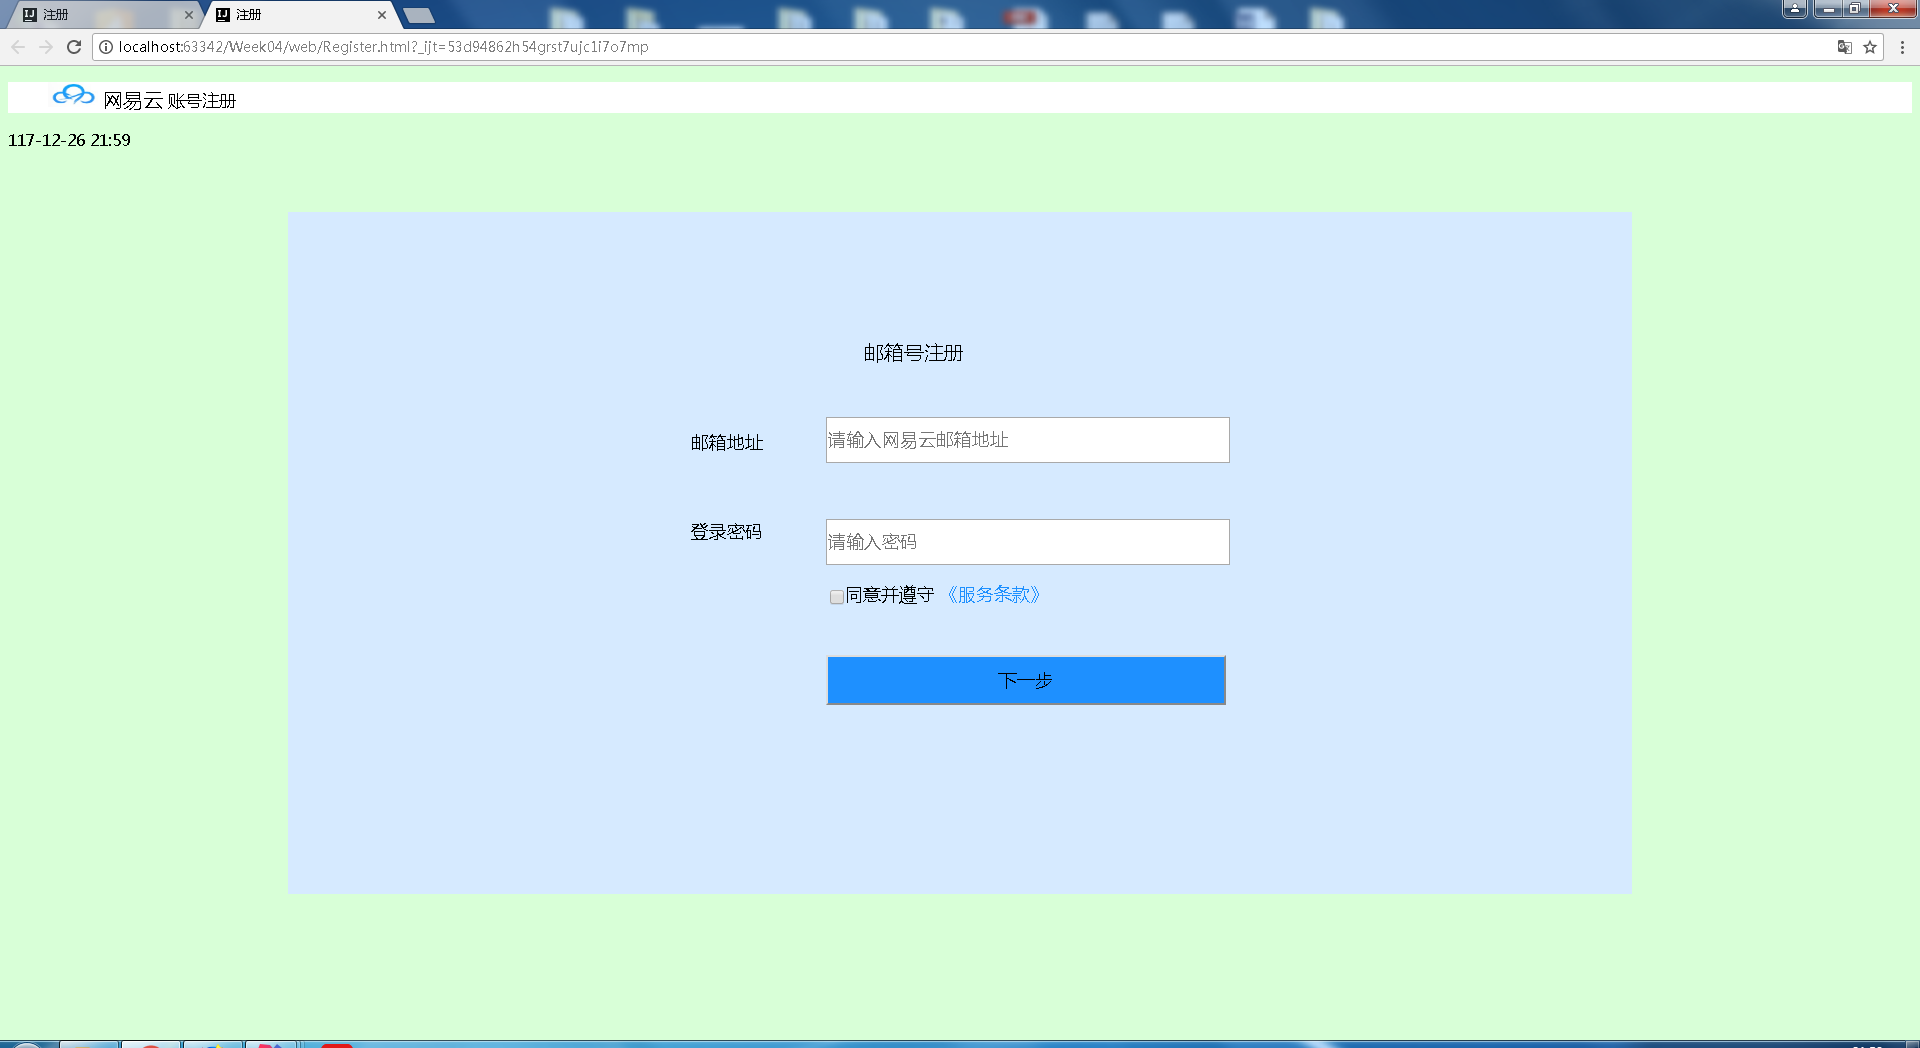 注册
注册
localhost:63342/Week04/web/Register.html?_ijt=53d94862h54grst7ujc1i7o7mp
网易云 账号注册
117-12-26 21:59
邮箱号注册
邮箱地址
请输入网易云邮箱地址
登录密码
请输入密码
同意并遵守 《服务条款》
下一步